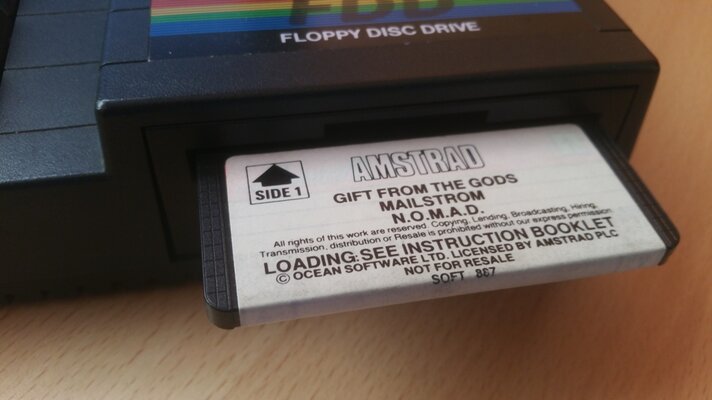 FDD
FLOPPY DISC DRIVE
SIDE 1
AMSTRAD
GIFT FROM THE GODS
MAILSTROM
N.O.M.A.D.
All rights of this work are reserved. Copying, Lending, Broadcasting, Hiring,
Transmission, distribution or Resale is prohibited without our express permission
LOADING: SEE INSTRUCTION BOOKLET
© OCEAN SOFTWARE LTD. LICENSED BY AMSTRAD PLC
NOT FOR RESALE
SOFT 887